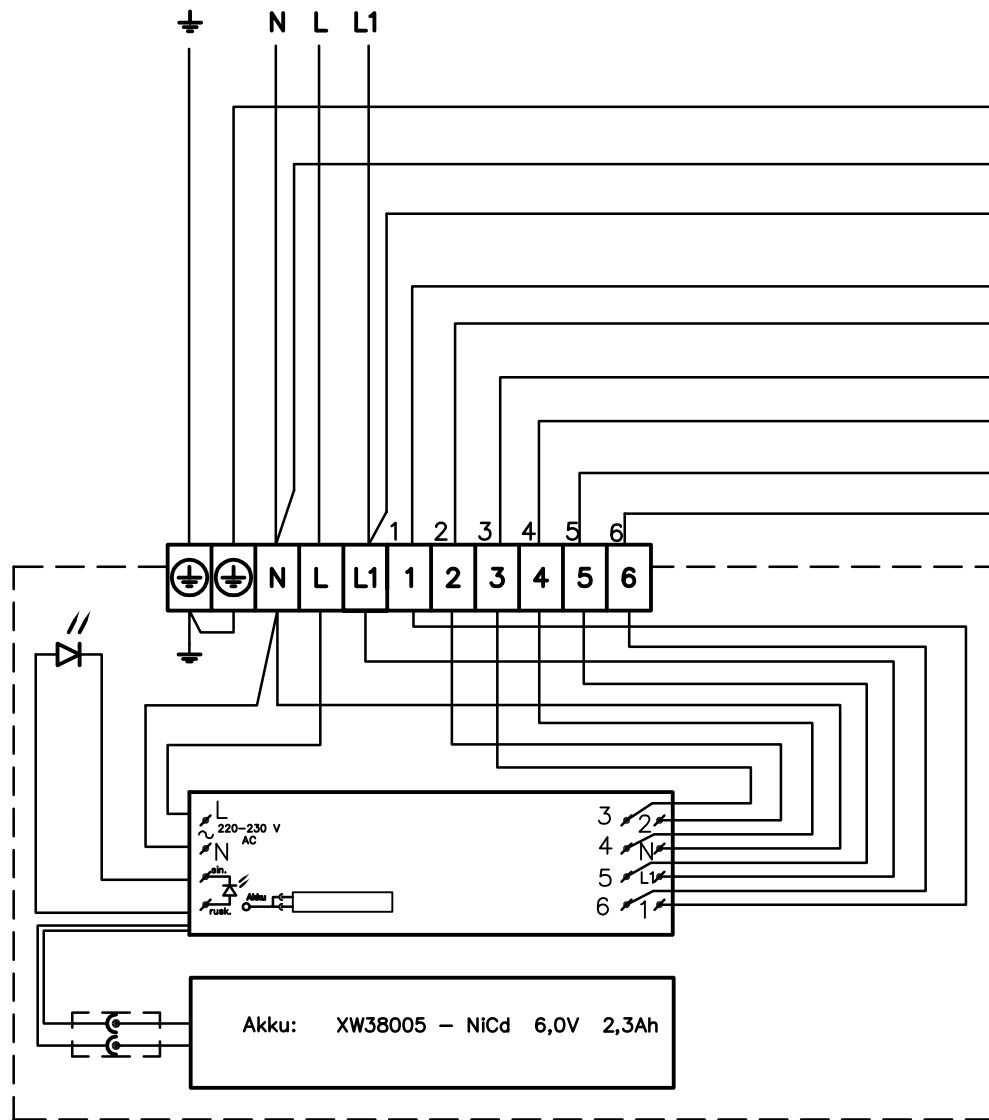 N L L1
1 2 3 4 5 6
N L L1 1 2 3 4 5 6
L
220-230 V
AC
N
sin.
rusk.
Akku
3 2
4 N
5 L1
6 1
Akku: XW38005 - NiCd 6,0V 2,3Ah